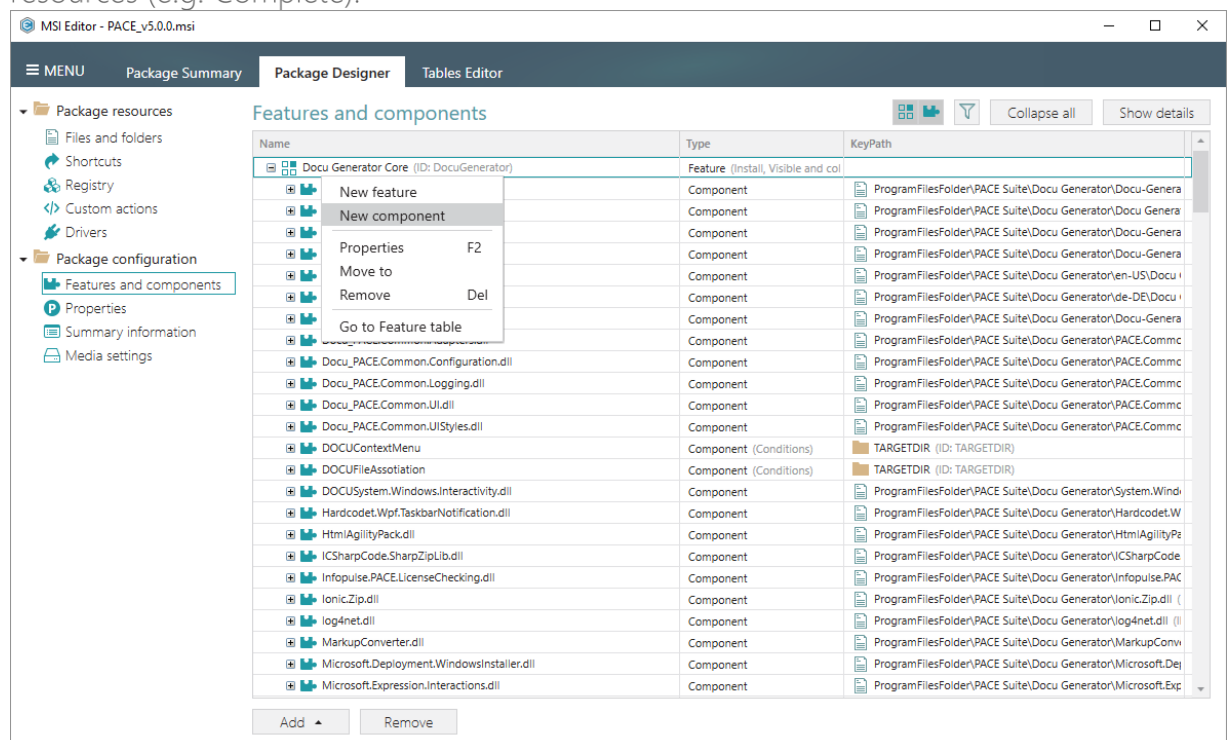 resources (e.g. Complete).
MSI Editor - PACE_v5.0.0.msi
MENU Package Summary Package Designer Tables Editor
Package resources
Files and folders
Shortcuts
Registry
Custom actions
Drivers
Package configuration
Features and components
Properties
Summary information
Media settings
Features and components
Collapse all Show details
Name Type KeyPath
Docu Generator Core (ID: DocuGenerator) Feature (Install, Visible and col
Component ProgramFilesFolder\PACE Suite\Docu Generator\Docu-Genera
Component ProgramFilesFolder\PACE Suite\Docu Generator\Docu Genera
Component ProgramFilesFolder\PACE Suite\Docu Generator\Docu-Genera
Component ProgramFilesFolder\PACE Suite\Docu Generator\Docu-Genera
Component ProgramFilesFolder\PACE Suite\Docu Generator\en-US\Docu
Component ProgramFilesFolder\PACE Suite\Docu Generator\de-DE\Docu
Component ProgramFilesFolder\PACE Suite\Docu Generator\Docu-Genera
Component ProgramFilesFolder\PACE Suite\Docu Generator\PACE.Commc
New feature
New component
Properties F2
Move to
Remove Del
Go to Feature table
Docu_PACE.Common.Configuration.dll Component ProgramFilesFolder\PACE Suite\Docu Generator\PACE.Commc
Docu_PACE.Common.Logging.dll Component ProgramFilesFolder\PACE Suite\Docu Generator\PACE.Commc
Docu_PACE.Common.UI.dll Component ProgramFilesFolder\PACE Suite\Docu Generator\PACE.Commc
Docu_PACE.Common.UIStyles.dll Component ProgramFilesFolder\PACE Suite\Docu Generator\PACE.Commc
DOCUContextMenu Component (Conditions) TARGETDIR (ID: TARGETDIR)
DOCUFileAssotiation Component (Conditions) TARGETDIR (ID: TARGETDIR)
DOCUSystem.Windows.Interactivity.dll Component ProgramFilesFolder\PACE Suite\Docu Generator\System.Wind
Hardcodet.Wpf.TaskbarNotification.dll Component ProgramFilesFolder\PACE Suite\Docu Generator\Hardcodet.W
HtmlAgilityPack.dll Component ProgramFilesFolder\PACE Suite\Docu Generator\HtmlAgilityPa
ICSharpCode.SharpZipLib.dll Component ProgramFilesFolder\PACE Suite\Docu Generator\ICSharpCode.
Infopulse.PACE.LicenseChecking.dll Component ProgramFilesFolder\PACE Suite\Docu Generator\Infopulse.PAC
Ionic.Zip.dll Component ProgramFilesFolder\PACE Suite\Docu Generator\Ionic.Zip.dll (
log4net.dll Component ProgramFilesFolder\PACE Suite\Docu Generator\log4net.dll (I
MarkupConverter.dll Component ProgramFilesFolder\PACE Suite\Docu Generator\MarkupConv
Microsoft.Deployment.WindowsInstaller.dll Component ProgramFilesFolder\PACE Suite\Docu Generator\Microsoft.De
Microsoft.Expression.Interactions.dll Component ProgramFilesFolder\PACE Suite\Docu Generator\Microsoft.Exp
Add Remove